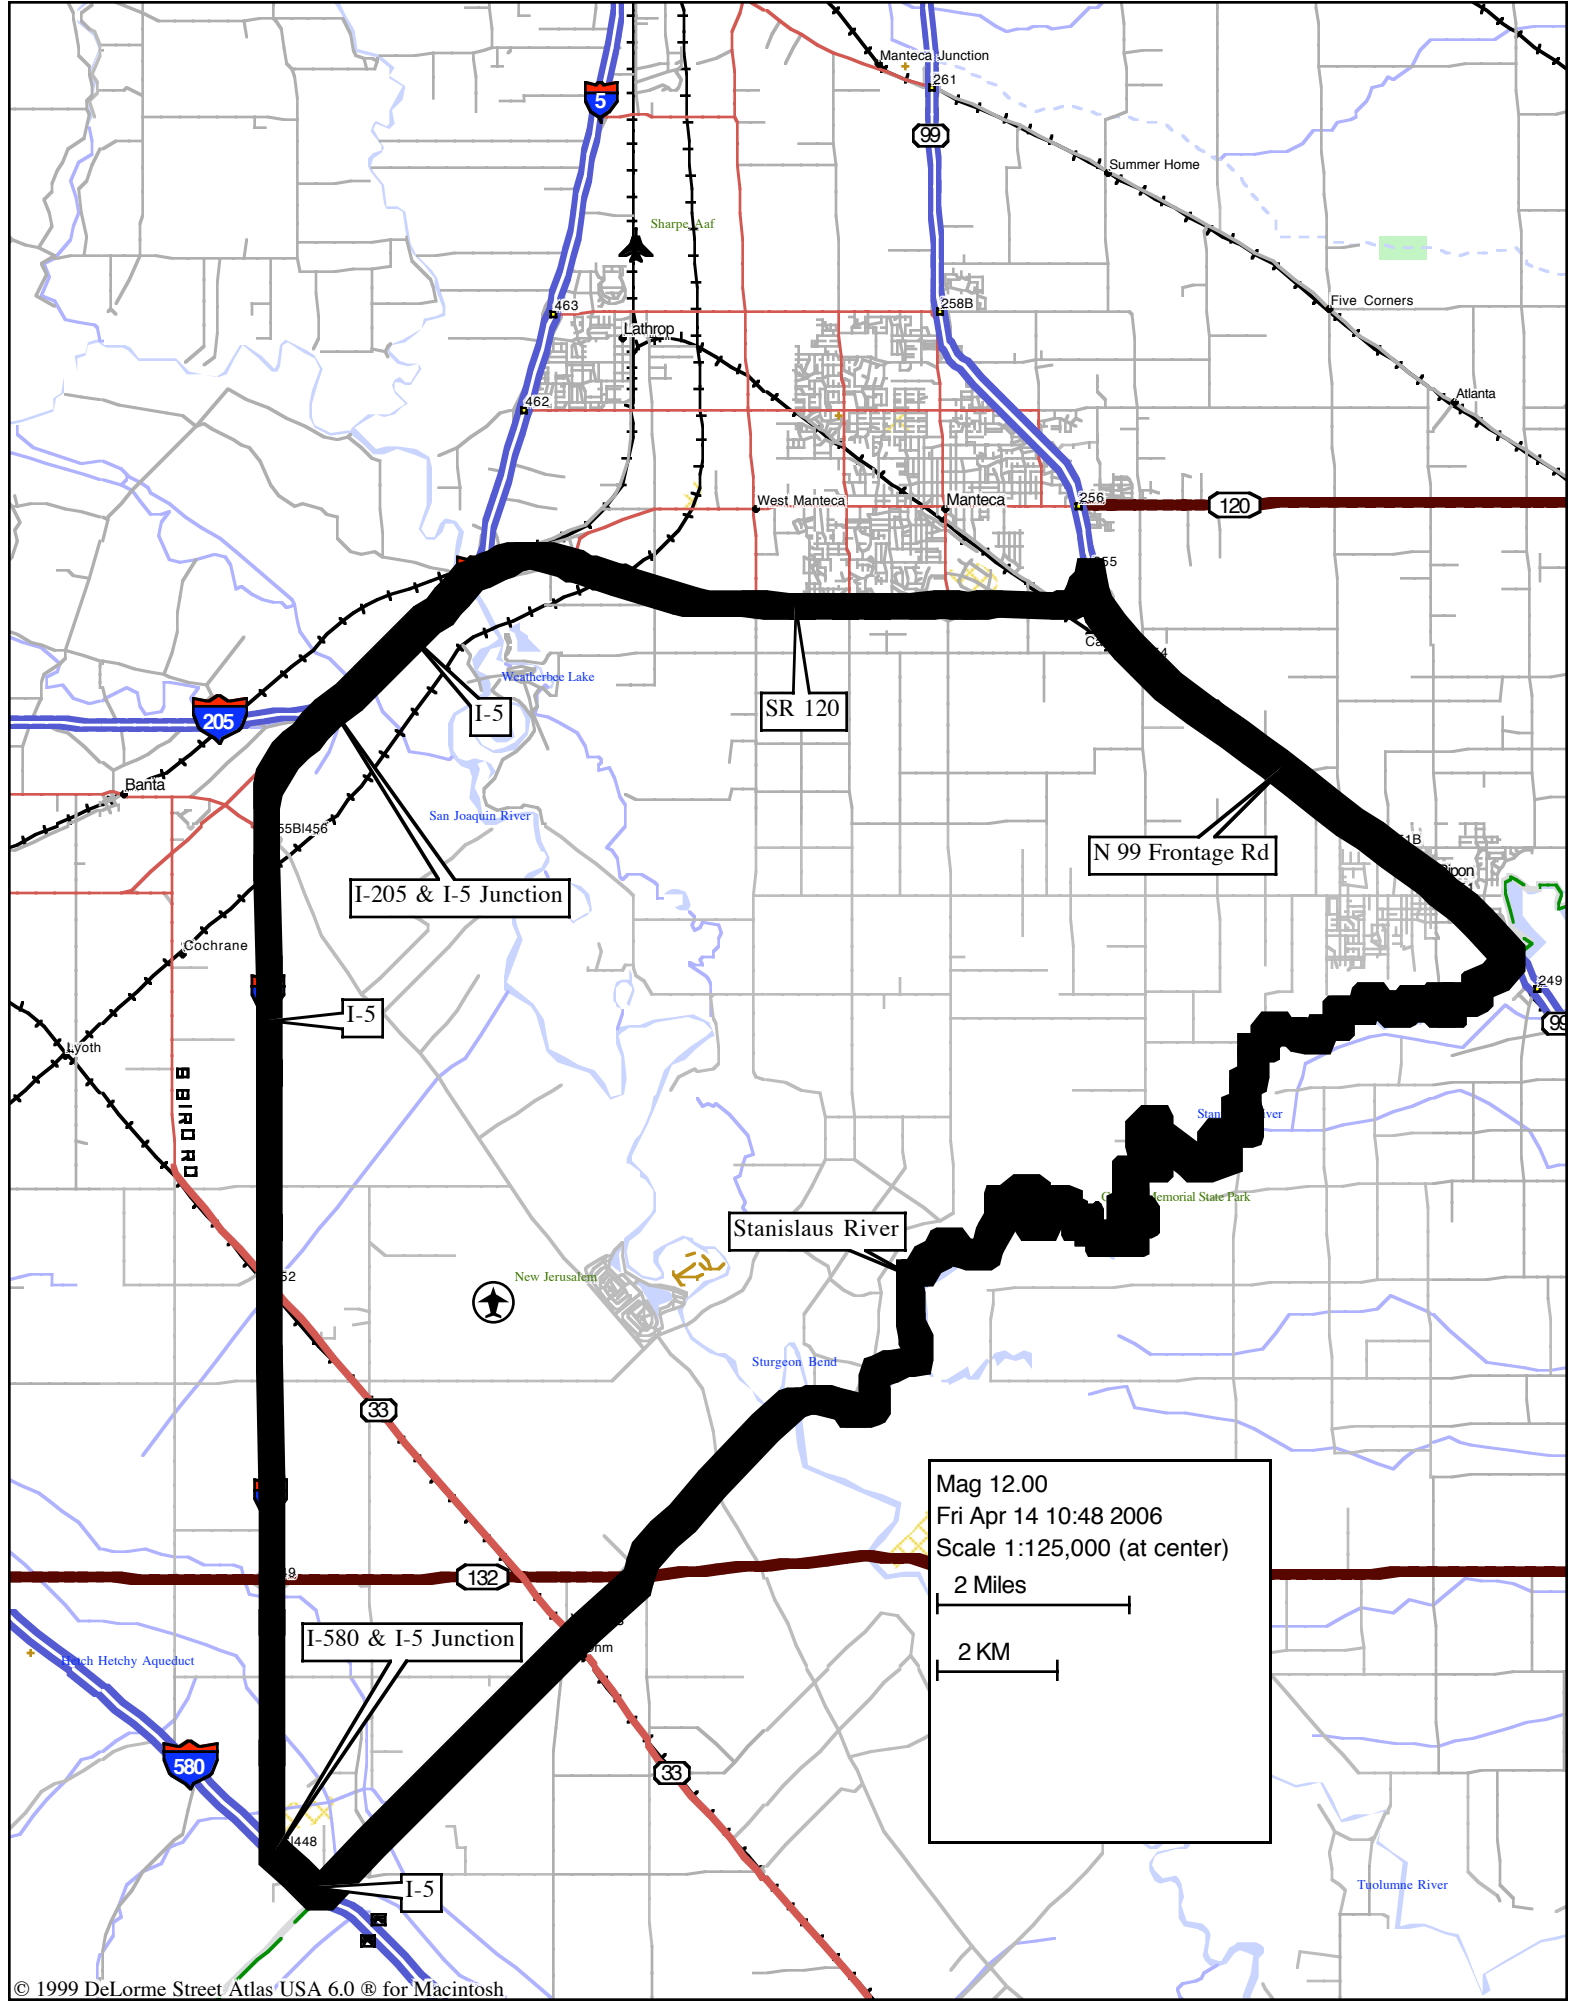 Manteca Junction
261
5
99
Summer Home
Sharpe Aaf
463
258B
Five Corners
Lathrop
462
Atlanta
West Manteca
Manteca
256
120
55
Weatherbee Lake
I-5
SR 120
205
Banta
San Joaquin River
N 99 Frontage Rd
I-205 & I-5 Junction
Cochrane
249
99
I-5
Lyoth
BIRD RD
Stanislaus River
New Jerusalem
Sturgeon Bend
33
Mag 12.00
Fri Apr 14 10:48 2006
Scale 1:125,000 (at center)
2 Miles
2 KM
132
I-580 & I-5 Junction
Hetch Hetchy Aqueduct
580
33
I-5
Tuolumne River
© 1999 DeLorme Street Atlas USA 6.0 ® for Macintosh